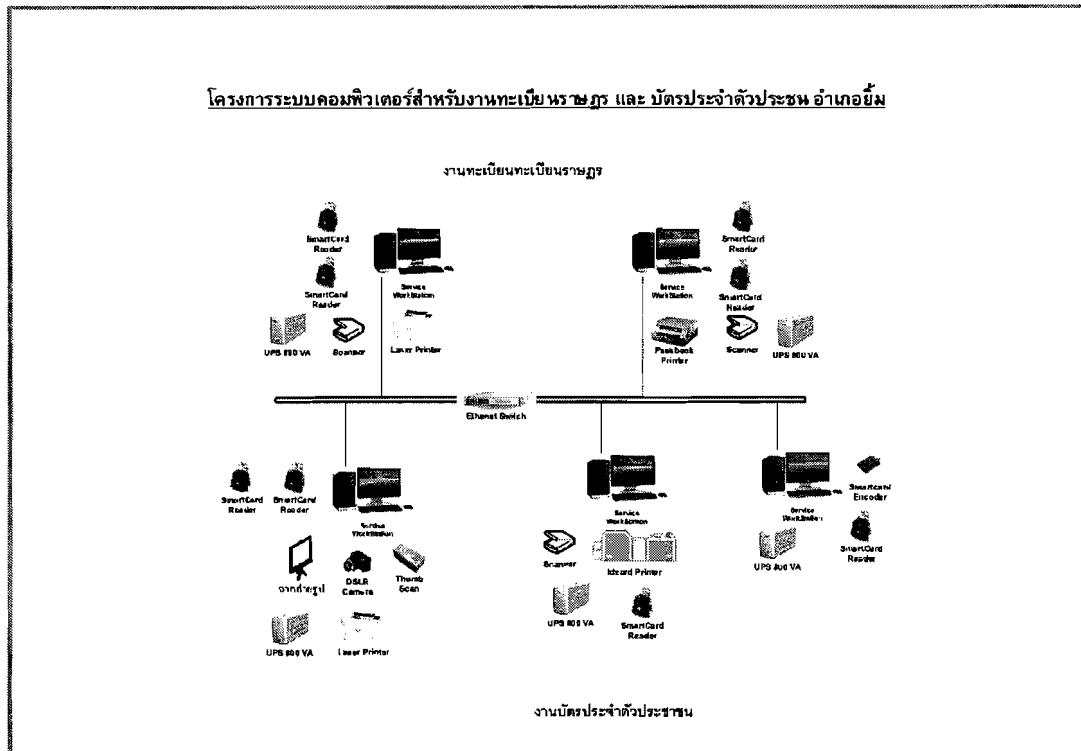 โครงการระบบคอมพิวเตอร์สำหรับงานทะเบียนราษฎร และ บัตรประจำตัวประชน อำเภอยิ้ม
งานทะเบียนทะเบียนราษฎร
SmartCard
Reader
SmartCard
Reader
Service
WorkStation
UPS 800 VA
Scanner
Laser Printer
Service
WorkStation
SmartCard
Reader
SmartCard
Reader
Passbook
Printer
Scanner
UPS 800 VA
Ethernet Switch
SmartCard
Reader
SmartCard
Reader
Service
WorkStation
ฉากถ่ายรูป
DSLR
Camera
Thumb
Scan
UPS 800 VA
Laser Printer
Service
WorkStation
Scanner
Idcard Printer
UPS 800 VA
SmartCard
Reader
Service
WorkStation
Smartcard
Encoder
UPS 800 VA
SmartCard
Reader
งานบัตรประจำตัวประชาชน